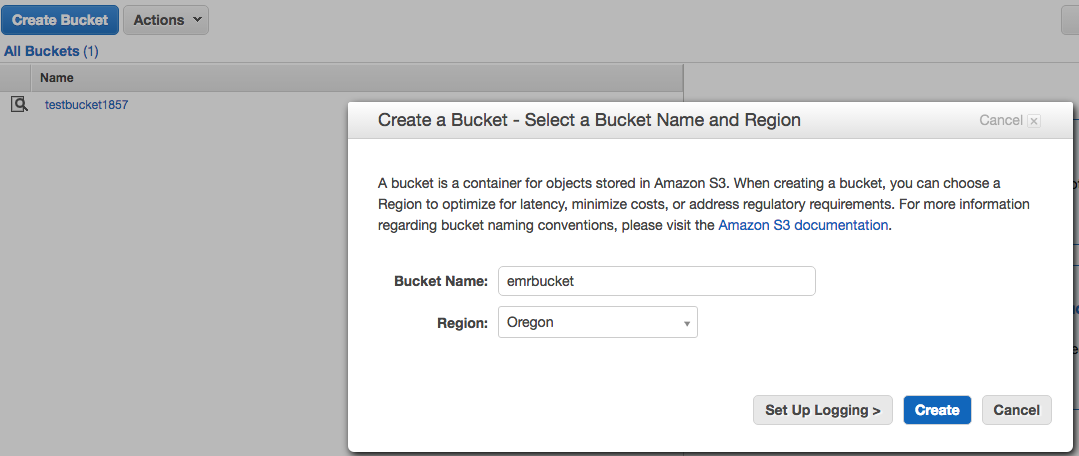 Create Bucket Actions
All Buckets (1)
Name
testbucket1857
Create a Bucket - Select a Bucket Name and Region Cancel x
A bucket is a container for objects stored in Amazon S3. When creating a bucket, you can choose a
Region to optimize for latency, minimize costs, or address regulatory requirements. For more information
regarding bucket naming conventions, please visit the Amazon S3 documentation.
Bucket Name: emrbucket
Region: Oregon
Set Up Logging > Create Cancel